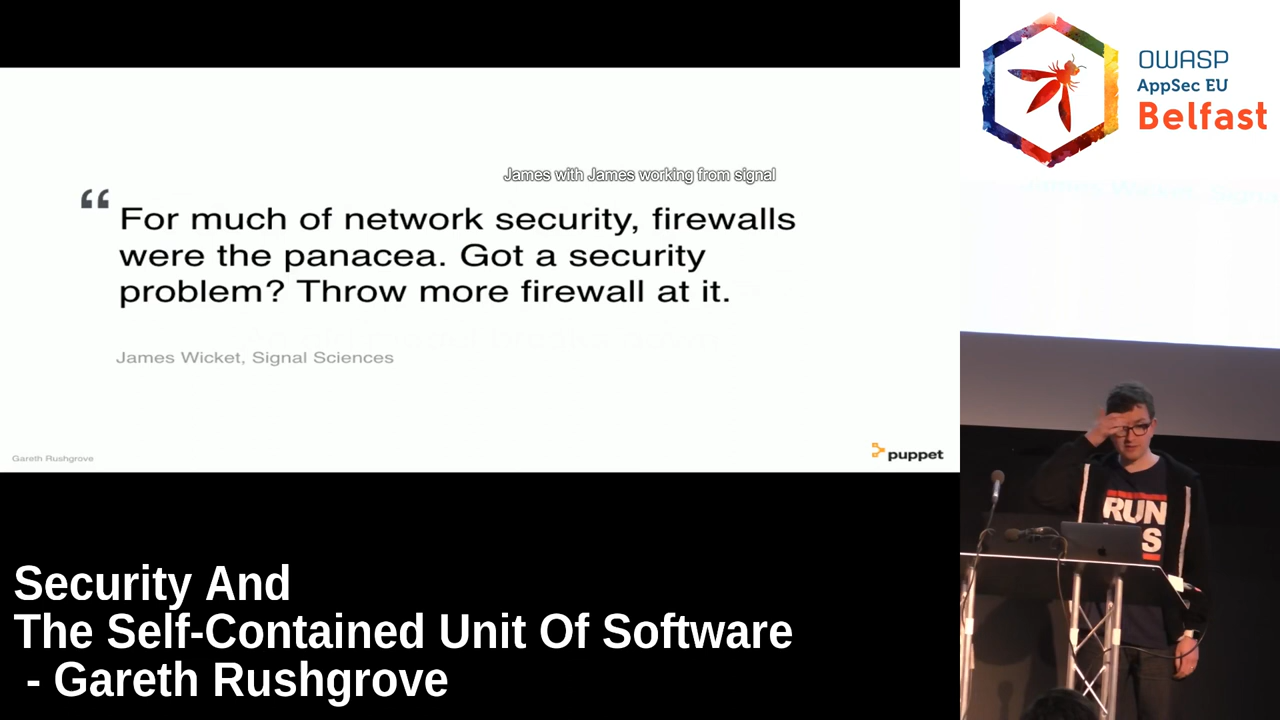 James with James working from signal
“
For much of network security, firewalls
were the panacea. Got a security
problem? Throw more firewall at it.
James Wicket, Signal Sciences
Gareth Rushgrove
puppet
Security And
The Self-Contained Unit Of Software
- Gareth Rushgrove
OWASP
AppSec EU
Belfast
RUN
S